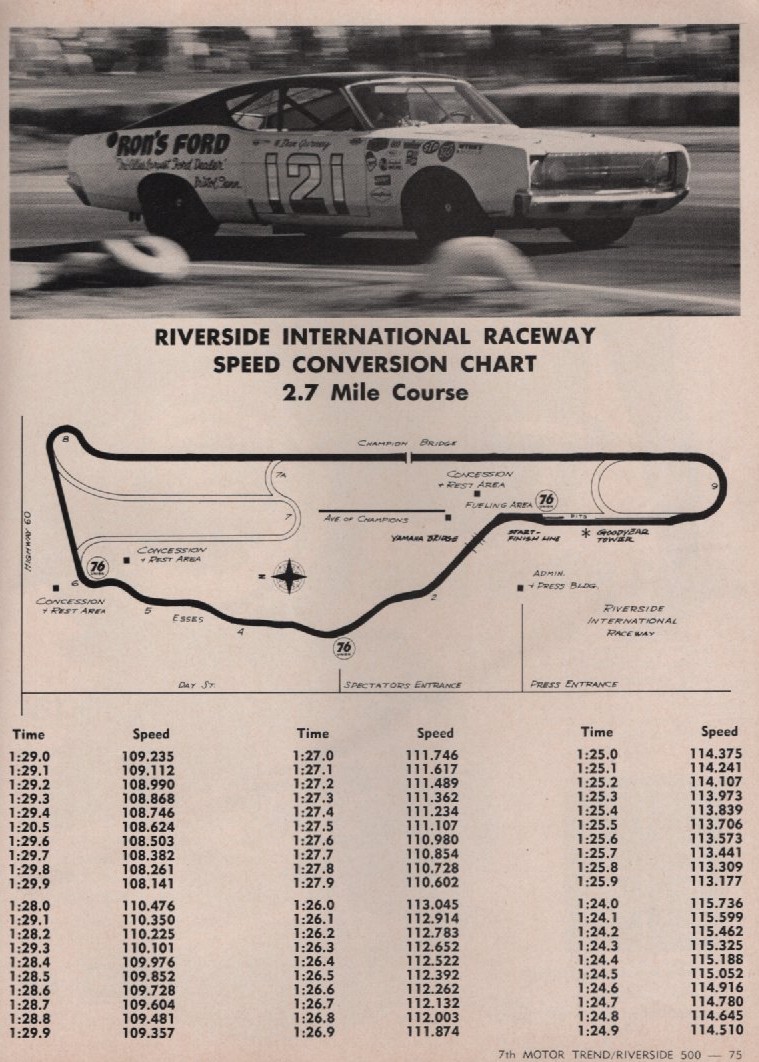 RON'S FORD
Dan Gurney
Ford Dealer
Tenn.
121
RIVERSIDE INTERNATIONAL RACEWAY
SPEED CONVERSION CHART
2.7 Mile Course
8
CHAMPION BRIDGE
7A
CONCESSION
+ REST AREA
9
FUELING AREA
76
UNION
7
AVE OF CHAMPIONS
PITS
HIGHWAY 60
YAMAHA BRIDGE
START-
FINISH LINE
GOODYEAR
TOWER
CONCESSION
+ REST AREA
76
UNION
6
N
ADMIN.
+ PRESS BLDG.
CONCESSION
+ REST AREA
5
ESSES
4
2
RIVERSIDE
INTERNATIONAL
RACEWAY
76
UNION
DAY ST.
SPECTATORS ENTRANCE
PRESS ENTRANCE
Time Speed Time Speed Time Speed
1:29.0 109.235 1:27.0 111.746 1:25.0 114.375
1:29.1 109.112 1:27.1 111.617 1:25.1 114.241
1:29.2 108.990 1:27.2 111.489 1:25.2 114.107
1:29.3 108.868 1:27.3 111.362 1:25.3 113.973
1:29.4 108.746 1:27.4 111.234 1:25.4 113.839
1:20.5 108.624 1:27.5 111.107 1:25.5 113.706
1:29.6 108.503 1:27.6 110.980 1:25.6 113.573
1:29.7 108.382 1:27.7 110.854 1:25.7 113.441
1:29.8 108.261 1:27.8 110.728 1:25.8 113.309
1:29.9 108.141 1:27.9 110.602 1:25.9 113.177
1:28.0 110.476 1:26.0 113.045 1:24.0 115.736
1:29.1 110.350 1:26.1 112.914 1:24.1 115.599
1:28.2 110.225 1:26.2 112.783 1:24.2 115.462
1:29.3 110.101 1:26.3 112.652 1:24.3 115.325
1:28.4 109.976 1:26.4 112.522 1:24.4 115.188
1:28.5 109.852 1:26.5 112.392 1:24.5 115.052
1:28.6 109.728 1:26.6 112.262 1:24.6 114.916
1:28.7 109.604 1:26.7 112.132 1:24.7 114.780
1:28.8 109.481 1:26.8 112.003 1:24.8 114.645
1:29.9 109.357 1:26.9 111.874 1:24.9 114.510
7th MOTOR TREND/RIVERSIDE 500 — 75